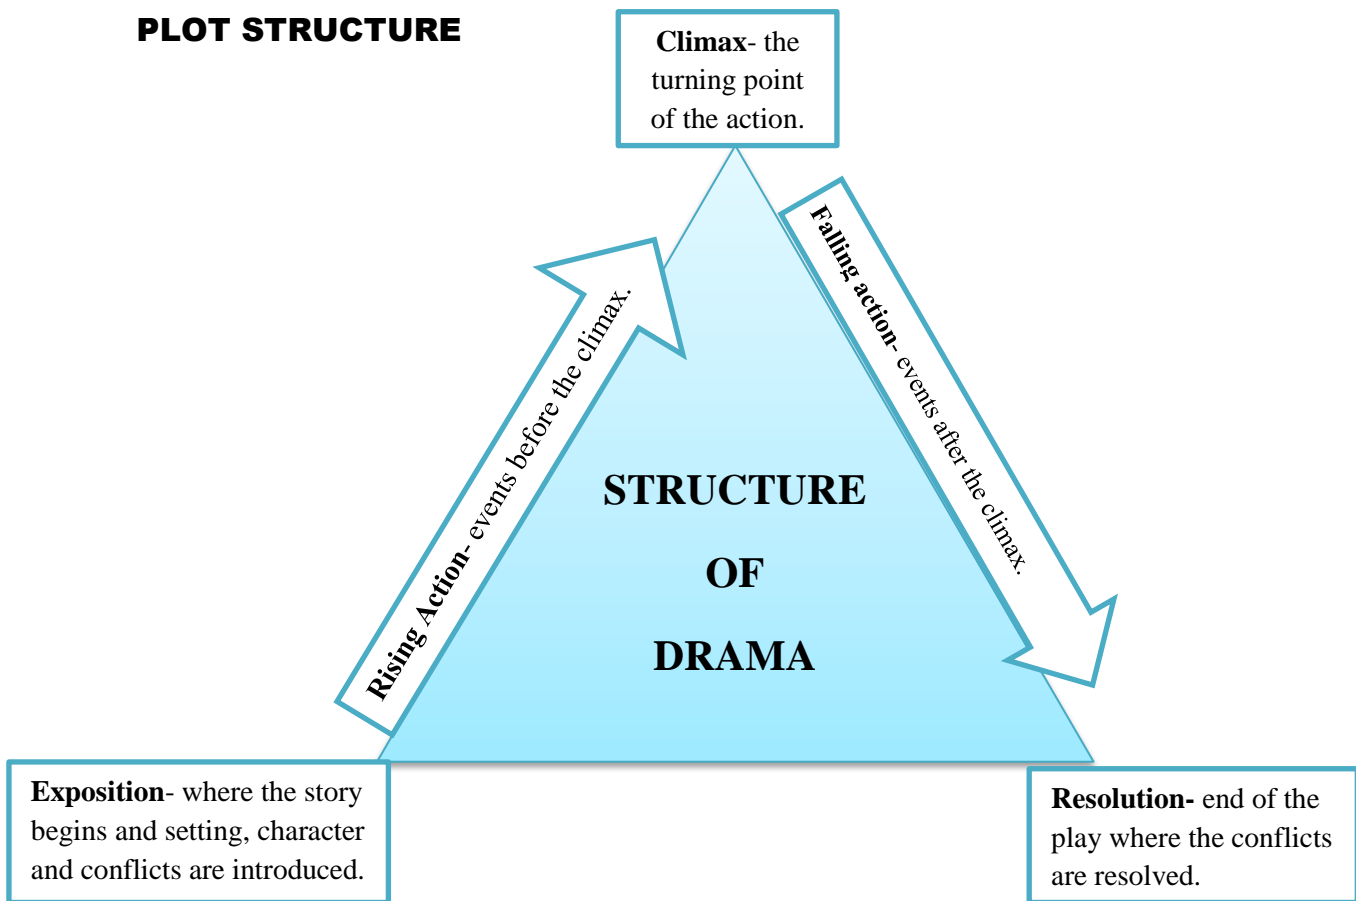 PLOT STRUCTURE
Climax- the
turning point
of the action.
Rising Action- events before the climax.
Falling action- events after the climax.
STRUCTURE
OF
DRAMA
Exposition- where the story
begins and setting, character
and conflicts are introduced.
Resolution- end of the
play where the conflicts
are resolved.